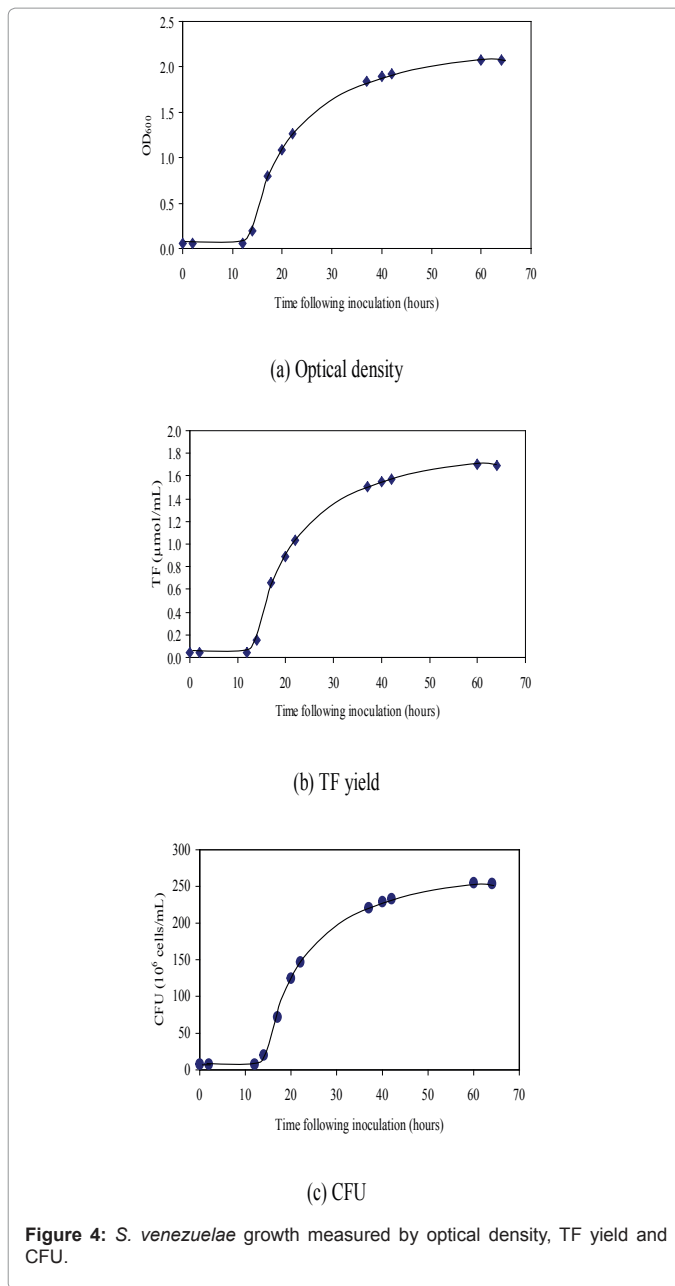 2.5
2.0
1.5
1.0
0.5
0.0
OD600
0 10 20 30 40 50 60 70
Time following inoculation (hours)
(a) Optical density
2.0
1.8
1.6
1.4
1.2
1.0
0.8
0.6
0.4
0.2
0.0
TF (μmol/mL)
0 10 20 30 40 50 60 70
Time following inoculation (hours)
(b) TF yield
300
250
200
150
100
50
0
CFU (10⁶ cells/mL)
0 10 20 30 40 50 60 70
Time following inoculation (hours)
(c) CFU
Figure 4: S. venezuelae growth measured by optical density, TF yield and
CFU.